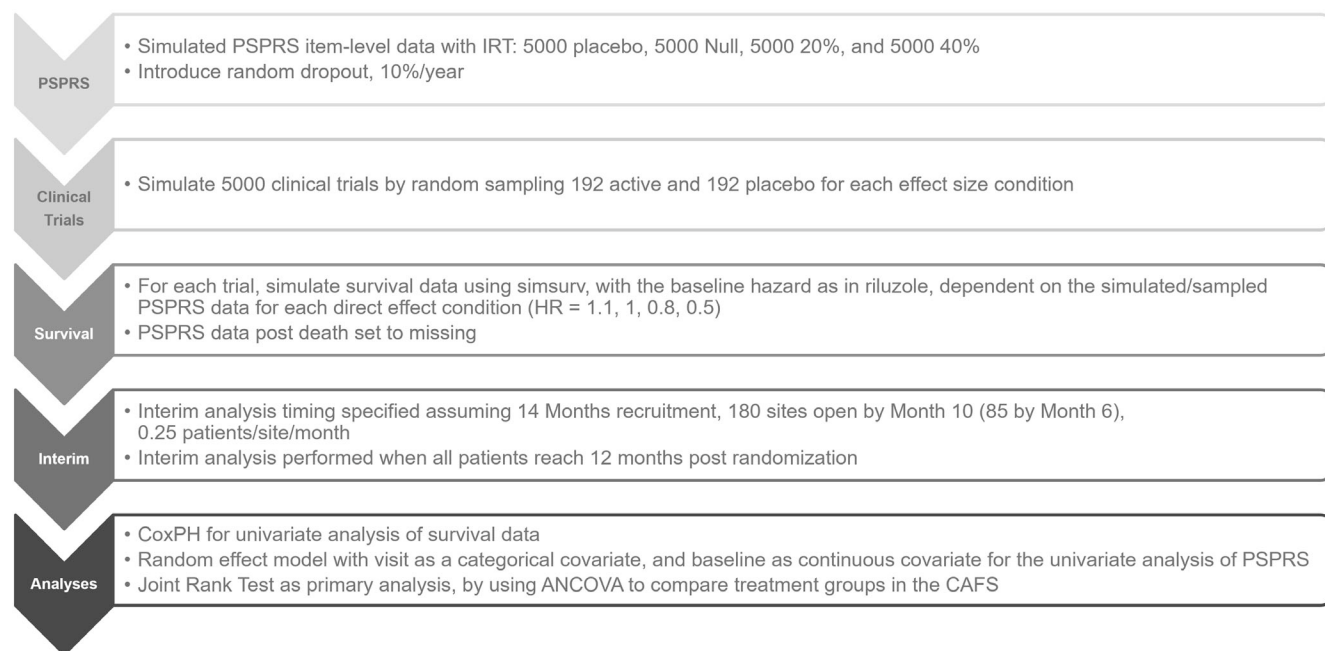 PSPRS
• Simulated PSPRS item-level data with IRT: 5000 placebo, 5000 Null, 5000 20%, and 5000 40%
• Introduce random dropout, 10%/year
Clinical
Trials
• Simulate 5000 clinical trials by random sampling 192 active and 192 placebo for each effect size condition
Survival
• For each trial, simulate survival data using simsurv, with the baseline hazard as in riluzole, dependent on the simulated/sampled
PSPRS data for each direct effect condition (HR = 1.1, 1, 0.8, 0.5)
• PSPRS data post death set to missing
Interim
• Interim analysis timing specified assuming 14 Months recruitment, 180 sites open by Month 10 (85 by Month 6),
0.25 patients/site/month
• Interim analysis performed when all patients reach 12 months post randomization
Analyses
• CoxPH for univariate analysis of survival data
• Random effect model with visit as a categorical covariate, and baseline as continuous covariate for the univariate analysis of PSPRS
• Joint Rank Test as primary analysis, by using ANCOVA to compare treatment groups in the CAFS